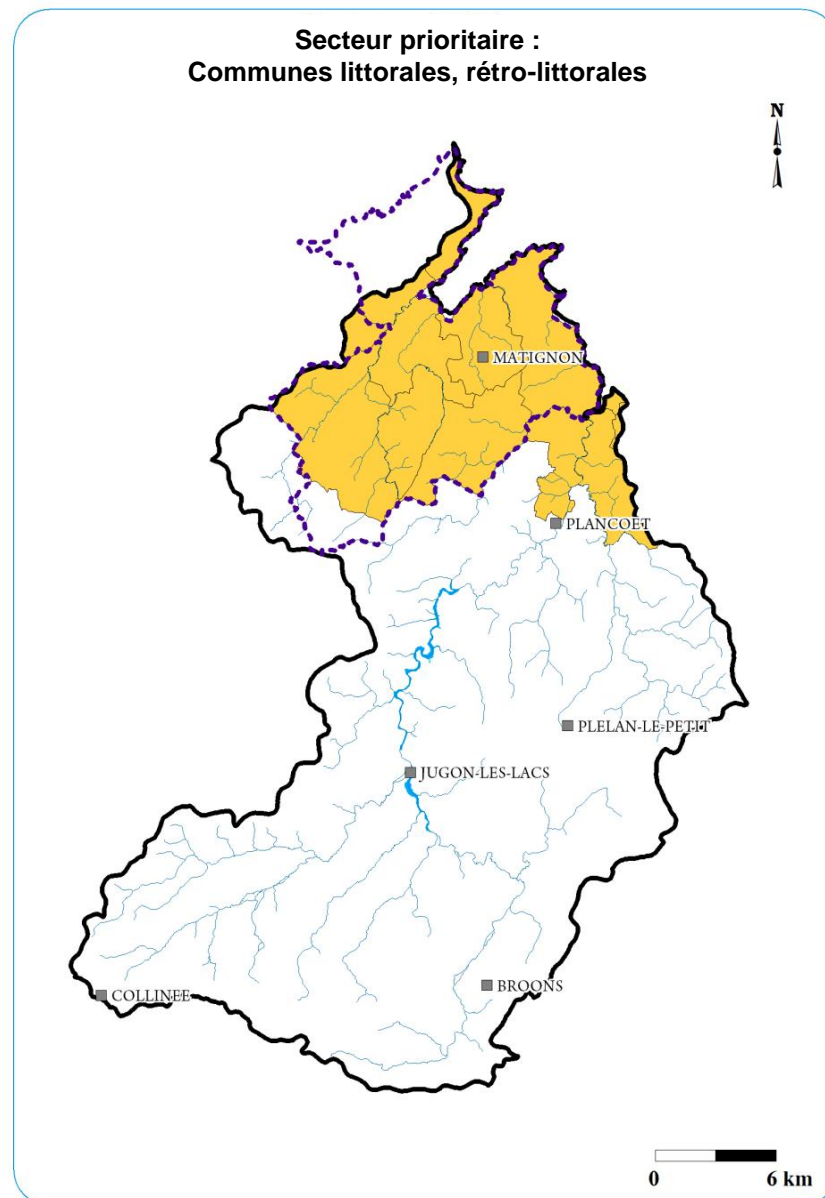 Secteur prioritaire :
Communes littorales, rétro-littorales
N
MATIGNON
PLANCOET
PLELAN-LE-PETIT
JUGON-LES-LACS
BROONS
COLLINEE
0 6 km